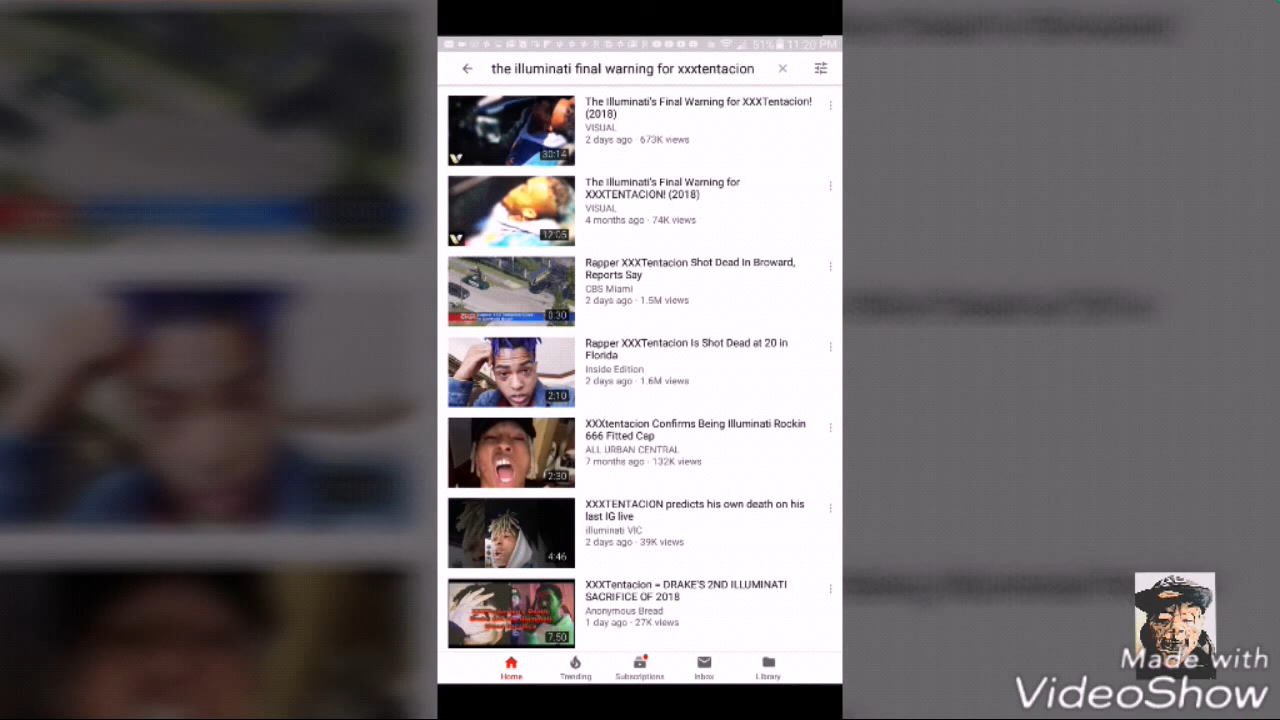 51% 11:20 PM
the illuminati final warning for xxxtentacion
The Illuminati's Final Warning for XXXTentacion!
(2018)
VISUAL
2 days ago · 673K views
30:14
The Illuminati's Final Warning for
XXXTENTACION! (2018)
VISUAL
4 months ago · 74K views
12:05
Rapper XXXTentacion Shot Dead In Broward,
Reports Say
CBS Miami
2 days ago · 1.5M views
0:30
Rapper XXXTentacion Is Shot Dead at 20 in
Florida
Inside Edition
2 days ago · 1.6M views
2:10
XXXtentacion Confirms Being Illuminati Rockin
666 Fitted Cap
ALL URBAN CENTRAL
7 months ago · 132K views
2:30
XXXTENTACION predicts his own death on his
last IG live
illuminati VIC
2 days ago · 39K views
4:46
XXXTentacion = DRAKE'S 2ND ILLUMINATI
SACRIFICE OF 2018
Anonymous Bread
1 day ago · 27K views
7:50
Home Trending Subscriptions Inbox Library
Made with
VideoShow